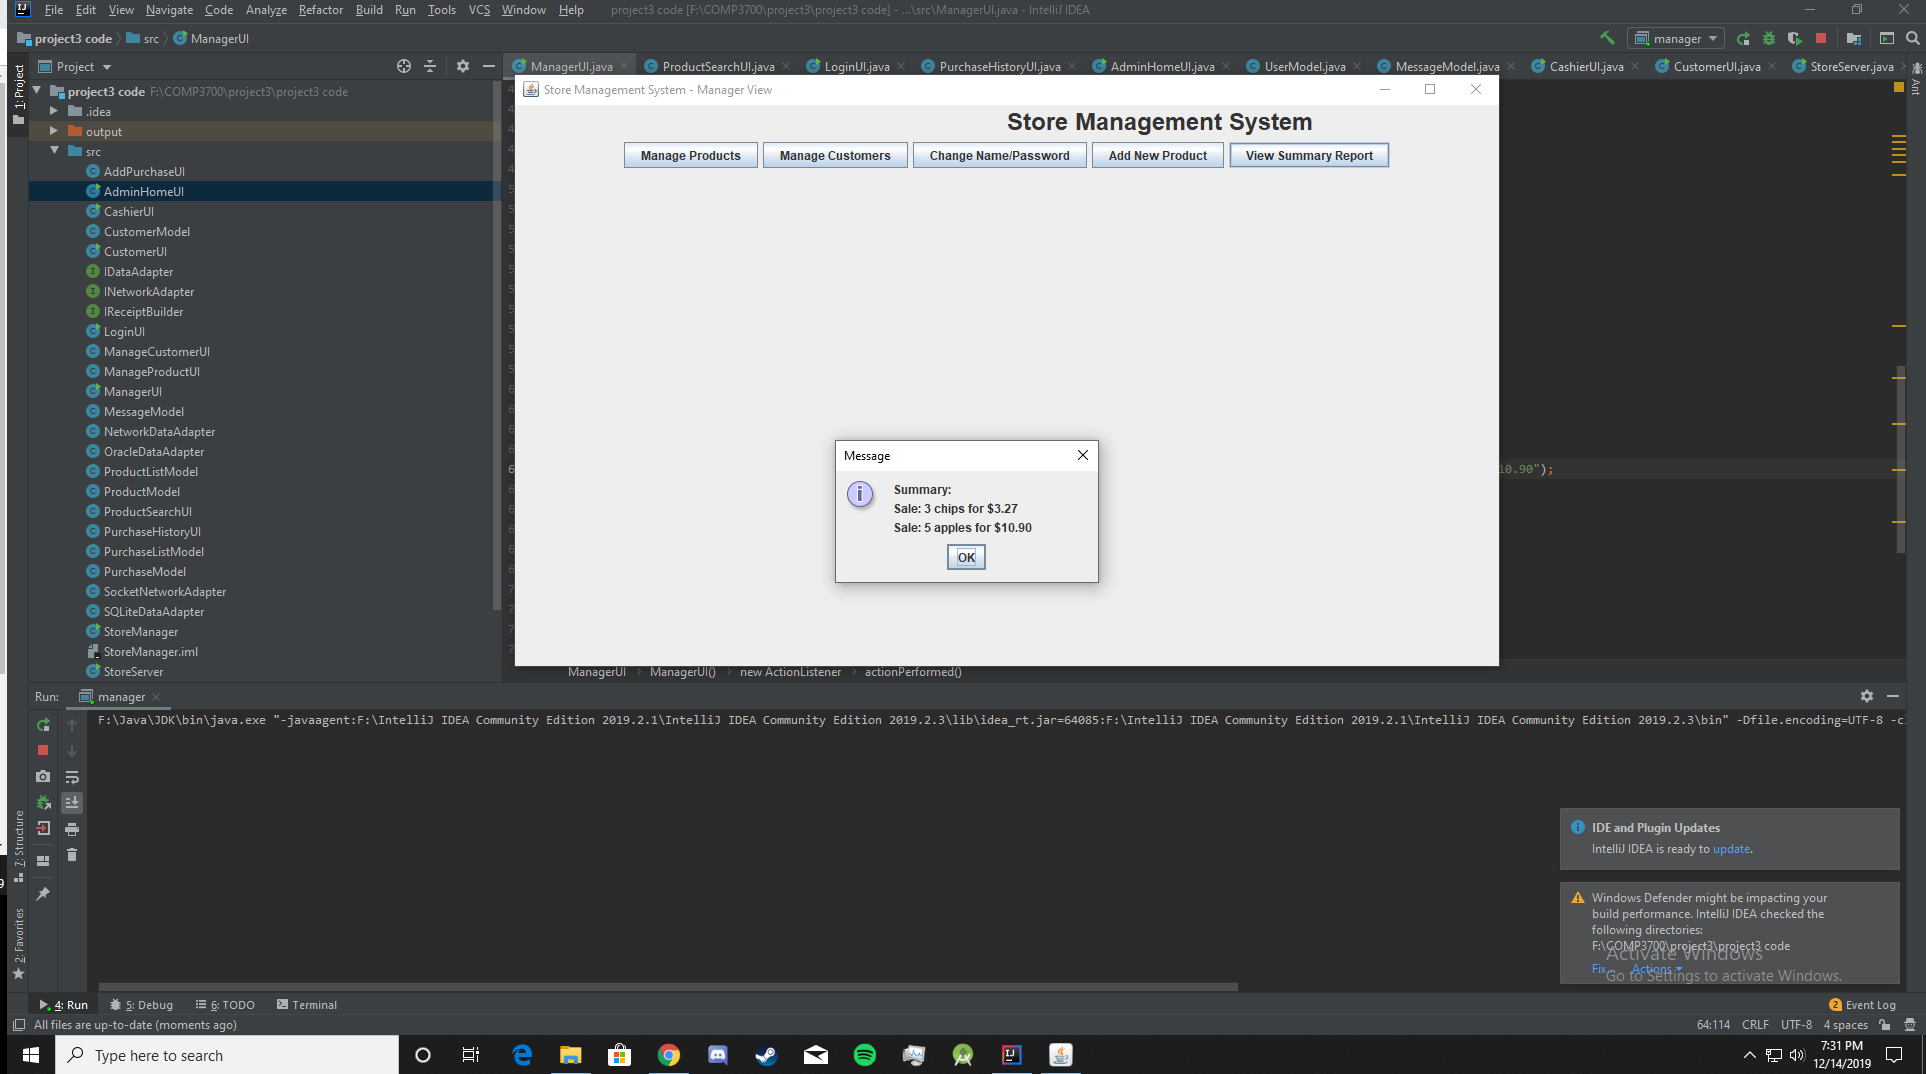 File Edit View Navigate Code Analyze Refactor Build Run Tools VCS Window Help project3 code [F:\COMP3700\project3\project3 code] - ...\src\ManagerUI.java - IntelliJ IDEA
project3 code src ManagerUI manager
1: Project
Project
ManagerUI.java ProductSearchUI.java LoginUI.java PurchaseHistoryUI.java AdminHomeUI.java UserModel.java MessageModel.java CashierUI.java CustomerUI.java StoreServer.java
Ant
project3 code F:\COMP3700\project3\project3 code
.idea
output
src
AddPurchaseUI
AdminHomeUI
CashierUI
CustomerModel
CustomerUI
IDataAdapter
INetworkAdapter
IReceiptBuilder
LoginUI
ManageCustomerUI
ManageProductUI
ManagerUI
MessageModel
NetworkDataAdapter
OracleDataAdapter
ProductListModel
ProductModel
ProductSearchUI
PurchaseHistoryUI
PurchaseListModel
PurchaseModel
SocketNetworkAdapter
SQLiteDataAdapter
StoreManager
StoreManager.iml
StoreServer
Store Management System - Manager View
Store Management System
Manage Products Manage Customers Change Name/Password Add New Product View Summary Report
Message
Summary:
Sale: 3 chips for $3.27
Sale: 5 apples for $10.90
OK
10.90");
ManagerUI ManagerUI() new ActionListener actionPerformed()
Run: manager
F:\Java\JDK\bin\java.exe "-javaagent:F:\IntelliJ IDEA Community Edition 2019.2.1\IntelliJ IDEA Community Edition 2019.2.3\lib\idea_rt.jar=64085:F:\IntelliJ IDEA Community Edition 2019.2.1\IntelliJ IDEA Community Edition 2019.2.3\bin" -Dfile.encoding=UTF-8 -c
7: Structure
2: Favorites
IDE and Plugin Updates
IntelliJ IDEA is ready to update.
Windows Defender might be impacting your
build performance. IntelliJ IDEA checked the
following directories:
F:\COMP3700\project3\project3 code
Fix... Actions
Activate Windows
Go to Settings to activate Windows.
4: Run 5: Debug 6: TODO Terminal
2 Event Log
All files are up-to-date (moments ago)
64:114 CRLF UTF-8 4 spaces
Type here to search
7:31 PM
12/14/2019